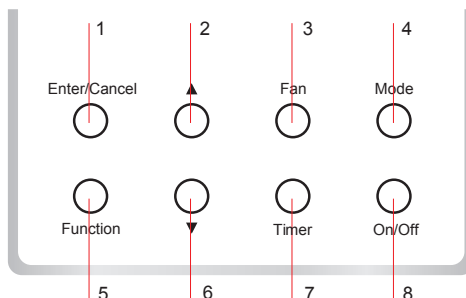 1 2 3 4
Enter/Cancel ▲ Fan Mode
Function ▼ Timer On/Off
5 6 7 8